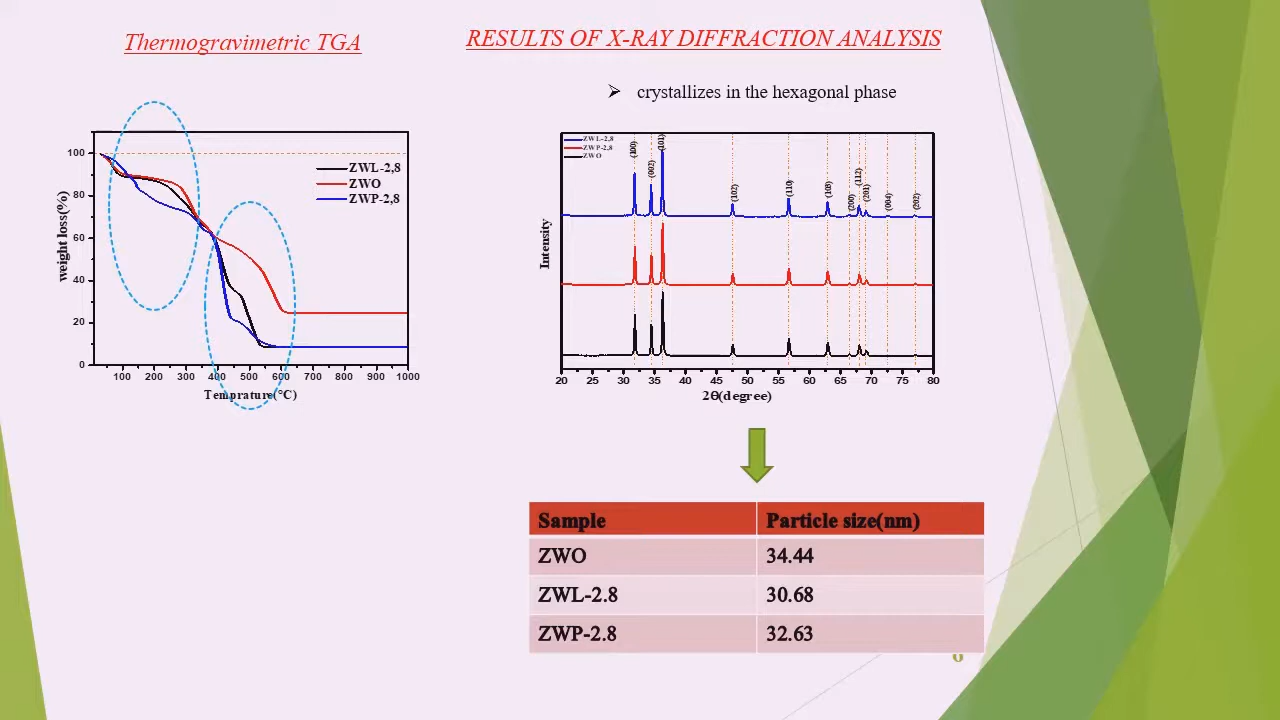 Thermogravimetric TGA
RESULTS OF X-RAY DIFFRACTION ANALYSIS
➢ crystallizes in the hexagonal phase
weight loss(%)
100
80
60
40
20
0
ZWL-2,8
ZWO
ZWP-2,8
100 200 300 400 500 600 700 800 900 1000
Temprature(°C)
Intensity
ZWL-2,8
ZWP-2,8
ZWO
(100)
(002)
(101)
(102)
(110)
(103)
(200)
(112)
(201)
(004)
(202)
20 25 30 35 40 45 50 55 60 65 70 75 80
2Θ(degree)
Sample Particle size(nm)
ZWO 34.44
ZWL-2.8 30.68
ZWP-2.8 32.63